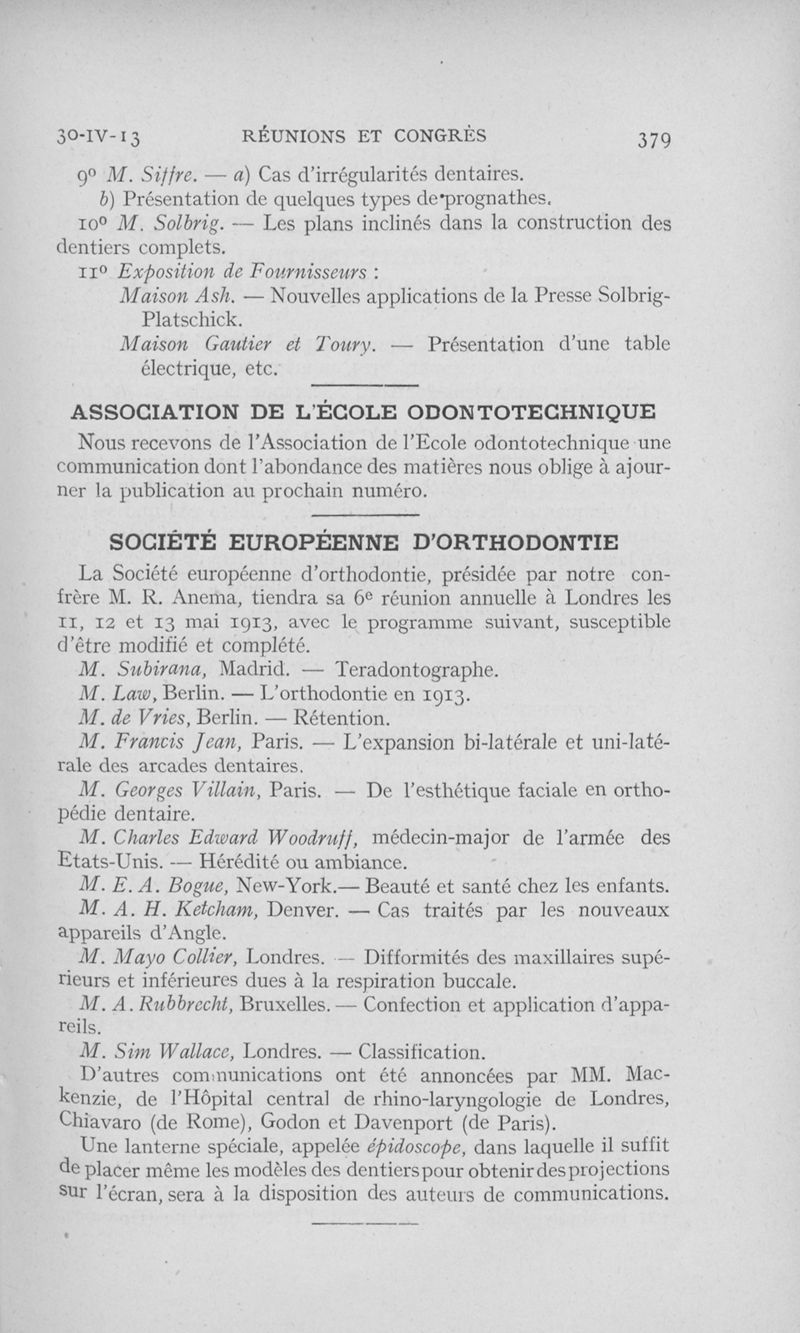 30-IV-13 RÉUNIONS ET CONGRÈS 379
9° M. Siffre. — a) Cas d'irrégularités dentaires.
b) Présentation de quelques types de prognathes.
10° M. Solbrig. — Les plans inclinés dans la construction des
dentiers complets.
11° Exposition de Fournisseurs :
Maison Ash. — Nouvelles applications de la Presse Solbrig-
Platschick.
Maison Gautier et Toury. — Présentation d'une table
électrique, etc.
ASSOCIATION DE L'ÉCOLE ODONTOTECHNIQUE
Nous recevons de l'Association de l'Ecole odontotechnique une
communication dont l'abondance des matières nous oblige à ajour-
ner la publication au prochain numéro.
SOCIÉTÉ EUROPÉENNE D'ORTHODONTIE
La Société européenne d'orthodontie, présidée par notre con-
frère M. R. Anema, tiendra sa 6e réunion annuelle à Londres les
11, 12 et 13 mai 1913, avec le programme suivant, susceptible
d'être modifié et complété.
M. Subirana, Madrid. — Teradontographe.
M. Law, Berlin. — L'orthodontie en 1913.
M. de Vries, Berlin. — Rétention.
M. Francis Jean, Paris. — L'expansion bi-latérale et uni-laté-
rale des arcades dentaires.
M. Georges Villain, Paris. — De l'esthétique faciale en ortho-
pédie dentaire.
M. Charles Edward Woodruff, médecin-major de l'armée des
Etats-Unis. — Hérédité ou ambiance.
M. E. A. Bogue, New-York.— Beauté et santé chez les enfants.
M. A. H. Ketcham, Denver. — Cas traités par les nouveaux
appareils d'Angle.
M. Mayo Collier, Londres. — Difformités des maxillaires supé-
rieurs et inférieures dues à la respiration buccale.
M. A. Rubbrecht, Bruxelles. — Confection et application d'appa-
reils.
M. Sim Wallace, Londres. — Classification.
D'autres communications ont été annoncées par MM. Mac-
kenzie, de l'Hôpital central de rhino-laryngologie de Londres,
Chiavaro (de Rome), Godon et Davenport (de Paris).
Une lanterne spéciale, appelée épidoscope, dans laquelle il suffit
de placer même les modèles des dentiers pour obtenir des projections
sur l'écran, sera à la disposition des auteurs de communications.